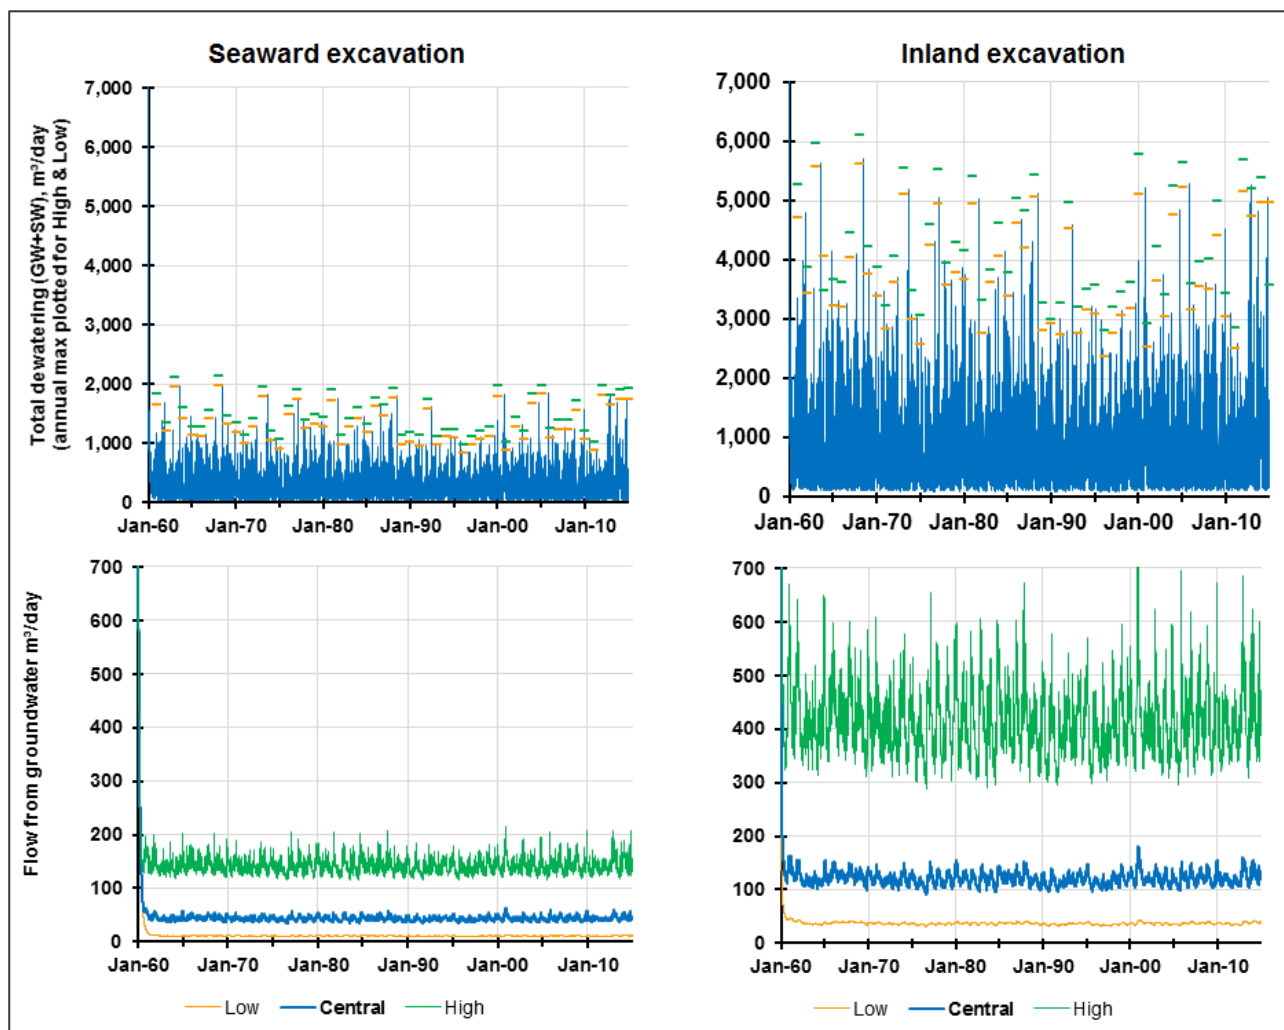 Seaward excavation
Inland excavation
Total dewatering (GW+SW), m³/day
(annual max plotted for High & Low)
7,000
6,000
5,000
4,000
3,000
2,000
1,000
0
Jan-60 Jan-70 Jan-80 Jan-90 Jan-00 Jan-10
7,000
6,000
5,000
4,000
3,000
2,000
1,000
0
Jan-60 Jan-70 Jan-80 Jan-90 Jan-00 Jan-10
Flow from groundwater m³/day
700
600
500
400
300
200
100
0
Jan-60 Jan-70 Jan-80 Jan-90 Jan-00 Jan-10
Low Central High
700
600
500
400
300
200
100
0
Jan-60 Jan-70 Jan-80 Jan-90 Jan-00 Jan-10
Low Central High